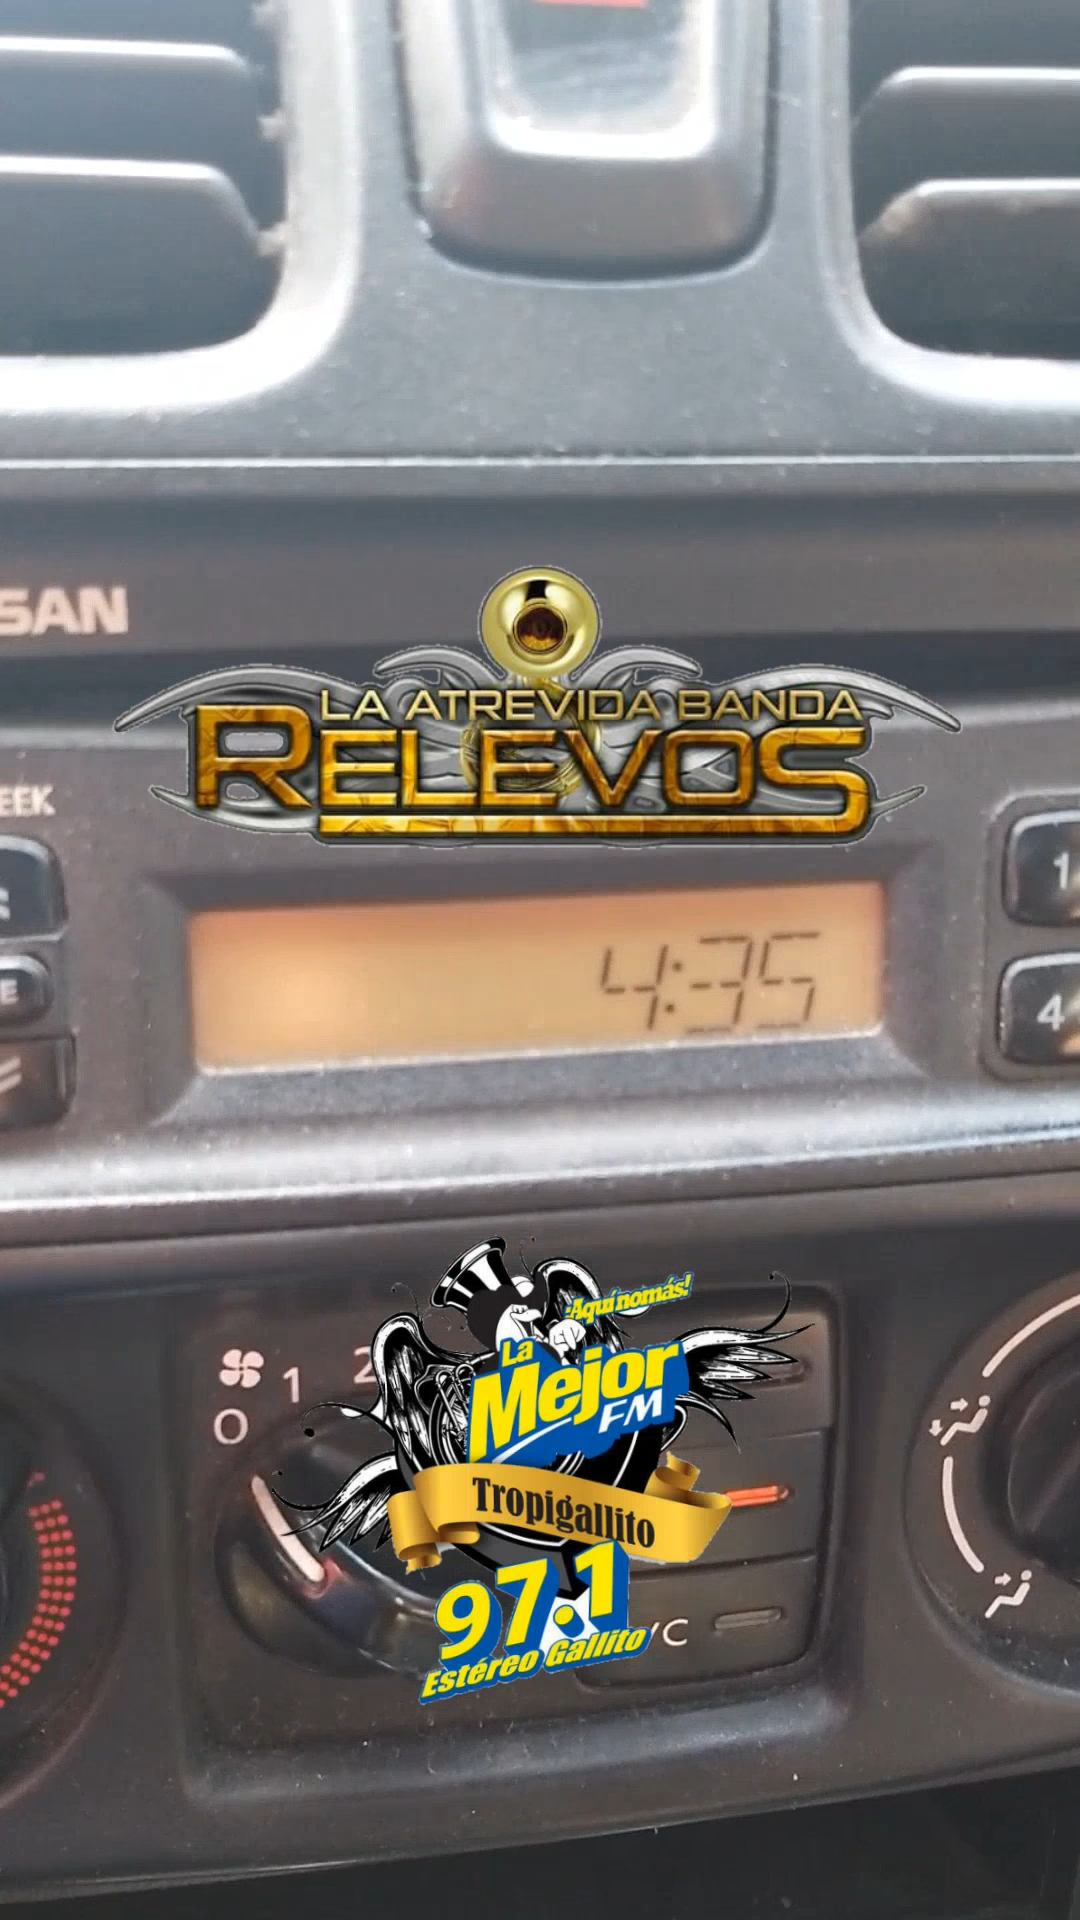 SAN
LA ATREVIDA BANDA
RELEVOS
EEK
1
E
4:35
4
¡Aquí nomás!
La
Mejor
FM
0 1 2
Tropigallito
97.1
Estéreo Gallito
/C